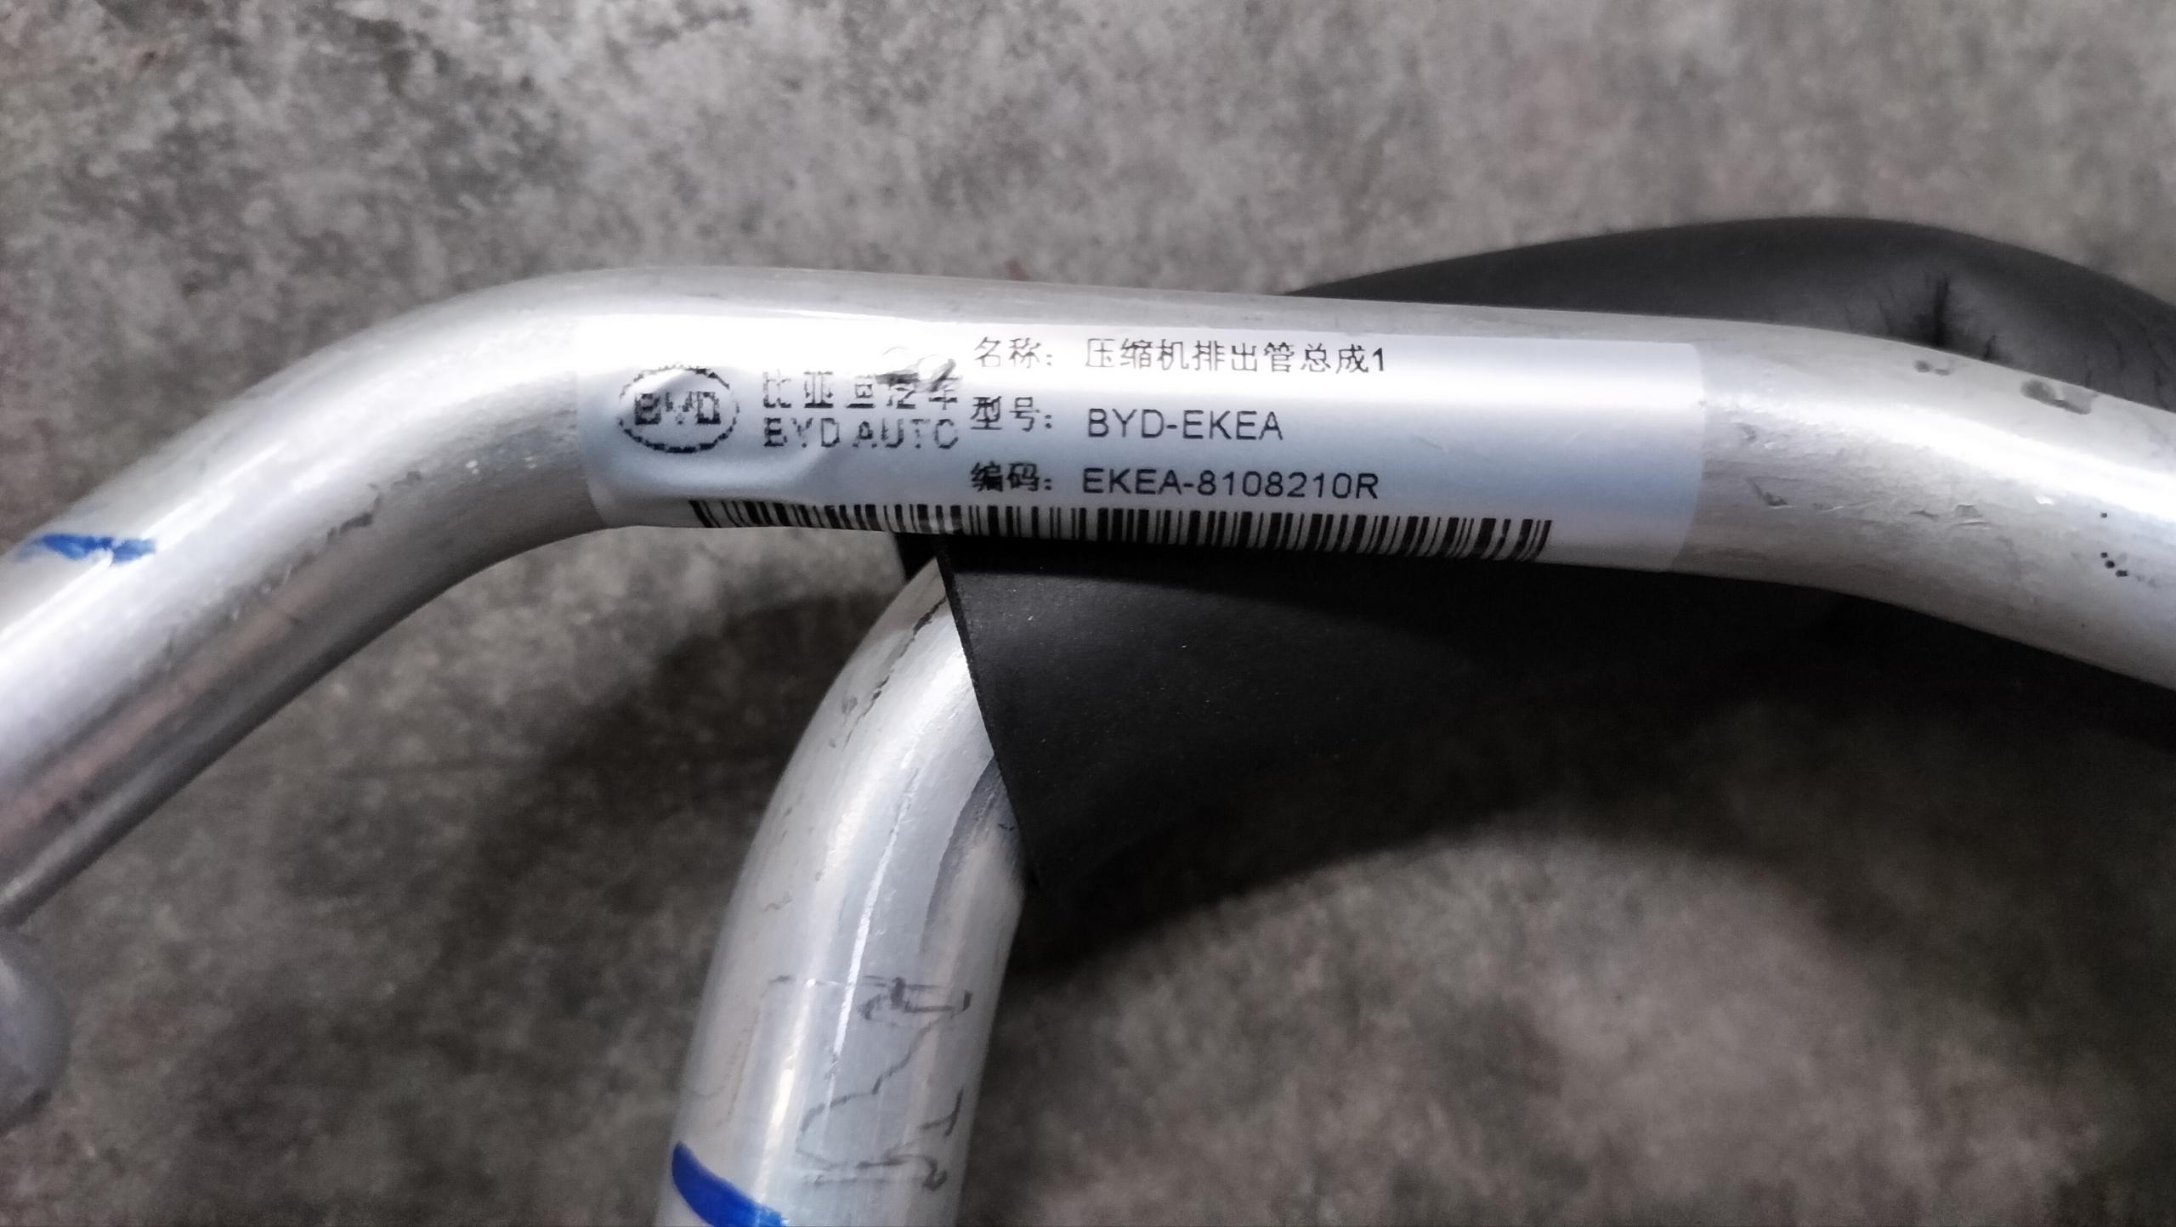 BYD
比亚迪汽车
BYD AUTO
名称：压缩机排出管总成1
型号：BYD-EKEA
编码：EKEA-8108210R